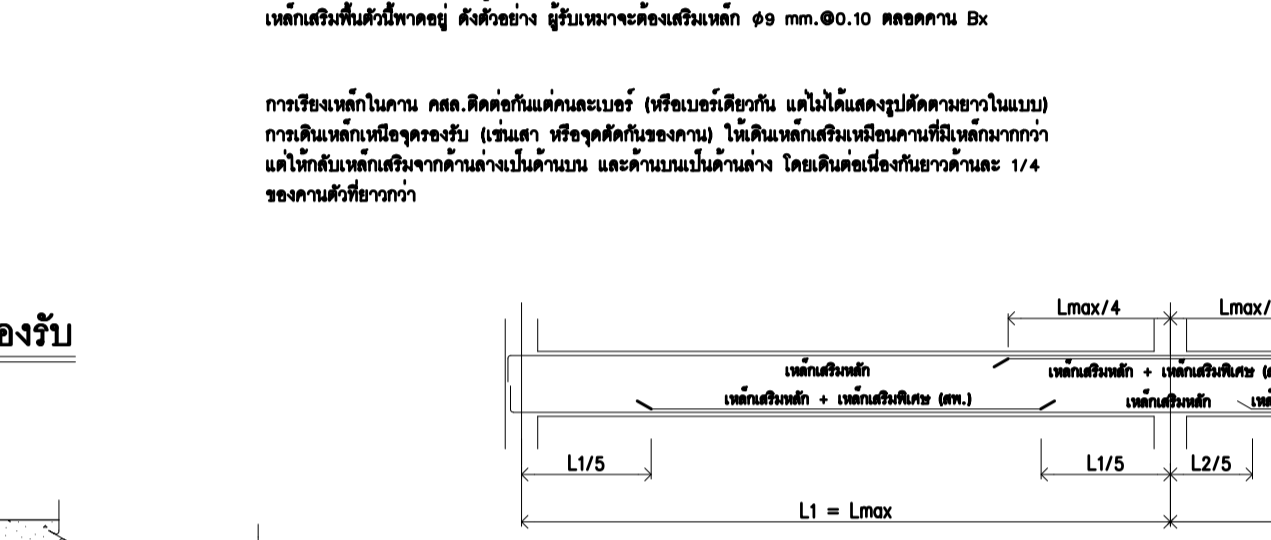 เหล็กเสริมพื้นตัวนี้พาดอยู่ ดังตัวอย่าง ผู้รับเหมาจะต้องเสริมเหล็ก ϕ9 mm.@0.10 ตลอดคาน Bx
การเรียงเหล็กในคาน คสล.ติดต่อกันแต่คนละเบอร์ (หรือเบอร์เดียวกัน แต่ไม่ได้แสดงรูปตัดตามยาวในแบบ)
การเดินเหล็กเหนือจุดรองรับ (เช่นเสา หรือจุดตัดกันของคาน) ให้เดินเหล็กเสริมเหมือนคานที่มีเหล็กมากกว่า
แต่ให้กลับเหล็กเสริมจากด้านล่างเป็นด้านบน และด้านบนเป็นด้านล่าง โดยเดินต่อเนื่องกันยาวด้านละ 1/4
ของคานตัวที่ยาวกว่า
องรับ
Lmax/4 Lmax/
เหล็กเสริมหลัก เหล็กเสริมหลัก + เหล็กเสริมพิเศษ (ส
เหล็กเสริมหลัก + เหล็กเสริมพิเศษ (สพ.) เหล็กเสริมหลัก เหล็
L1/5 L1/5 L2/5
L1 = Lmax